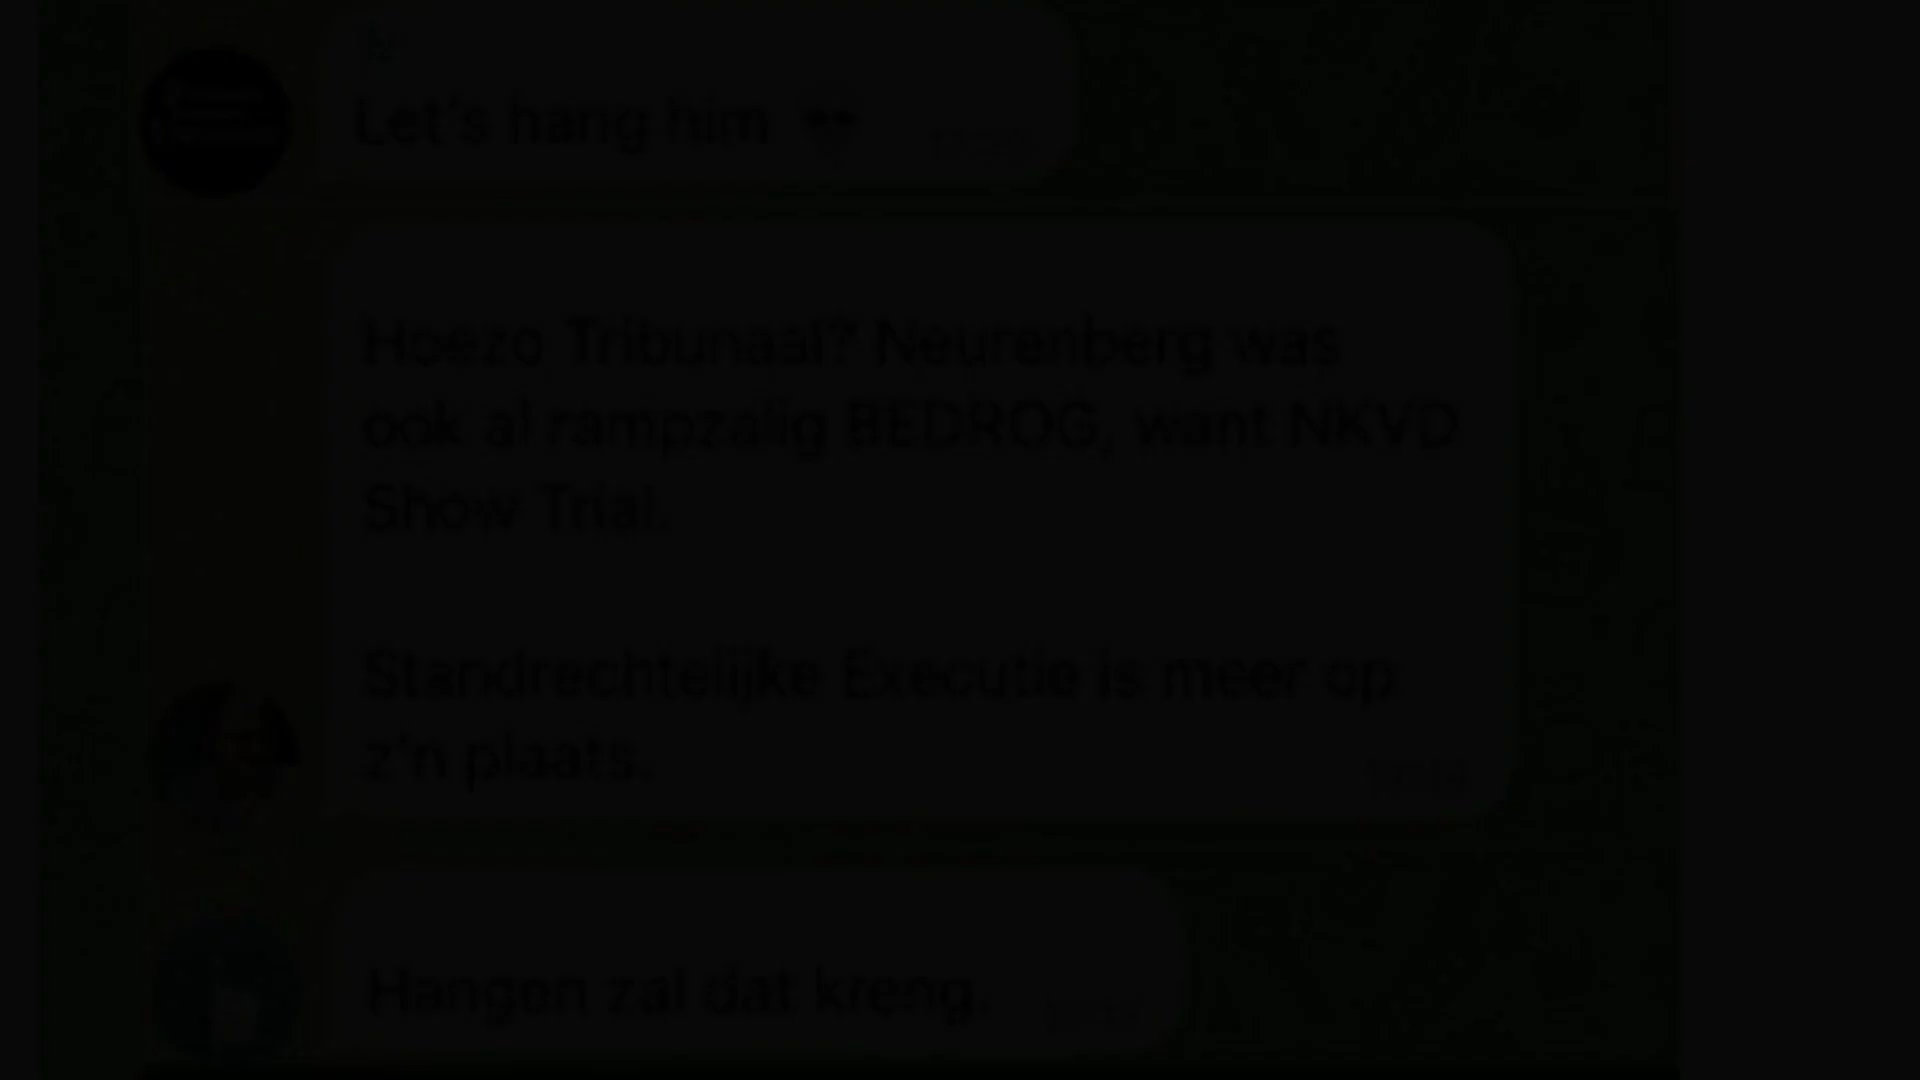 Let's hang him
Hoezo Tribunaal? Neurenberg was
ook al rampzalig BEDROG, want NKVD
Show Trial.
Standrechtelijke Executie is meer op
z'n plaats.
Hangen zal dat kreng.